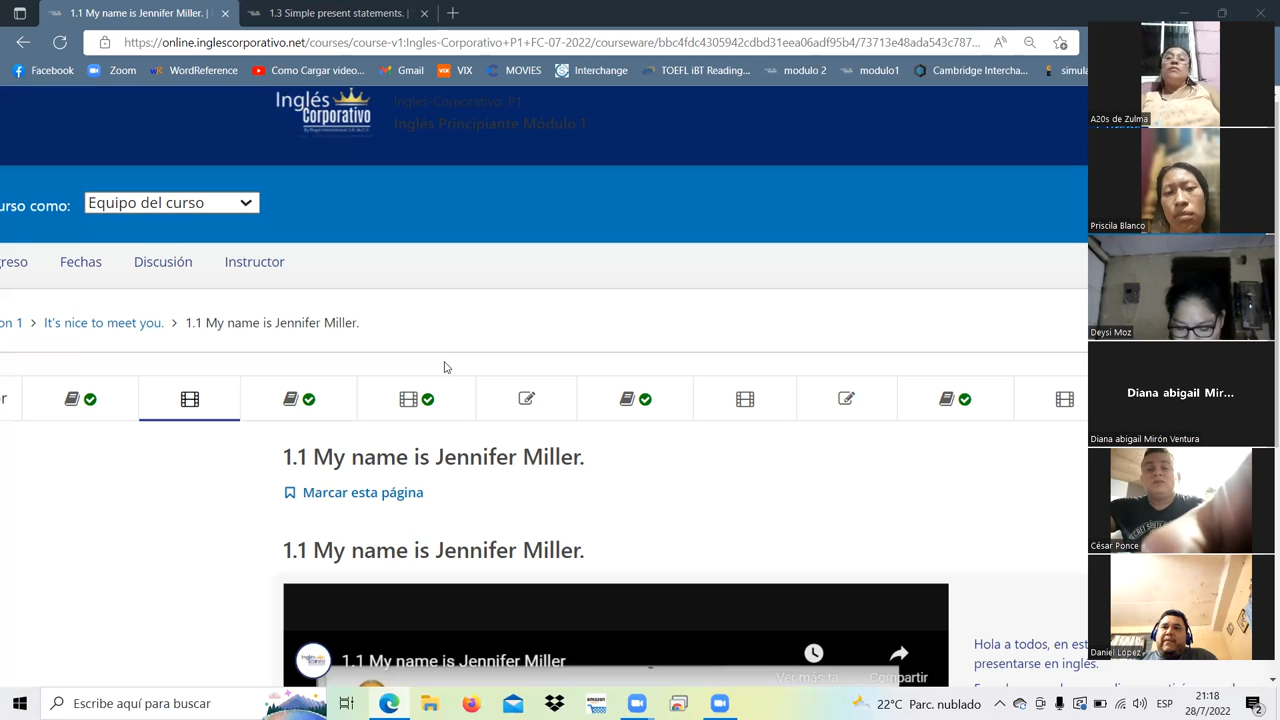 1.1 My name is Jennifer Miller.
1.3 Simple present statements.
https://online.inglescorporativo.net/courses/course-v1:Ingles-Corporativo+P1+FC-07-2022/courseware/bbc4fdc4305942cdbd31eea06adf95b4/73713e48ada543c787...
Facebook
Zoom
WordReference
Como Cargar video...
Gmail
VIX
MOVIES
Interchange
TOEFL iBT Reading...
modulo 2
modulo1
Cambridge Intercha...
simula
Inglés
Corporativo
Ingles-Corporativo: P1
Inglés Principiante Módulo 1
urso como:
Equipo del curso
greso
Fechas
Discusión
Instructor
on 1 > It's nice to meet you. > 1.1 My name is Jennifer Miller.
or
1.1 My name is Jennifer Miller.
Marcar esta página
1.1 My name is Jennifer Miller.
1.1 My name is Jennifer Miller
Ver más ta
Compartir
Hola a todos, en est
presentarse en ingles.
A20s de Zulma
Priscila Blanco
Deysi Moz
Diana abigail Mir...
Diana abigail Mirón Ventura
César Ponce
Daniel López
Escribe aquí para buscar
amazon
22°C Parc. nublado
ESP
21:18
28/7/2022
2